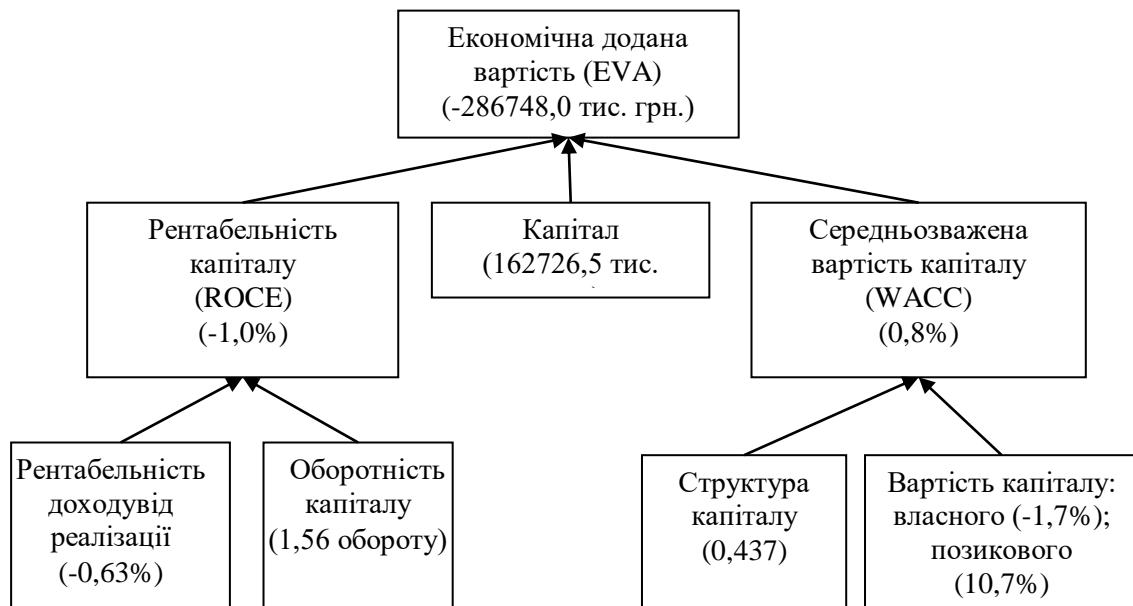 Економічна додана
вартість (EVA)
(-286748,0 тис. грн.)
Рентабельність
капіталу
(ROCE)
(-1,0%)
Капітал
(162726,5 тис.
Середньозважена
вартість капіталу
(WACC)
(0,8%)
Рентабельність
доходувід
реалізації
(-0,63%)
Оборотність
капіталу
(1,56 обороту)
Структура
капіталу
(0,437)
Вартість капіталу:
власного (-1,7%);
позикового
(10,7%)